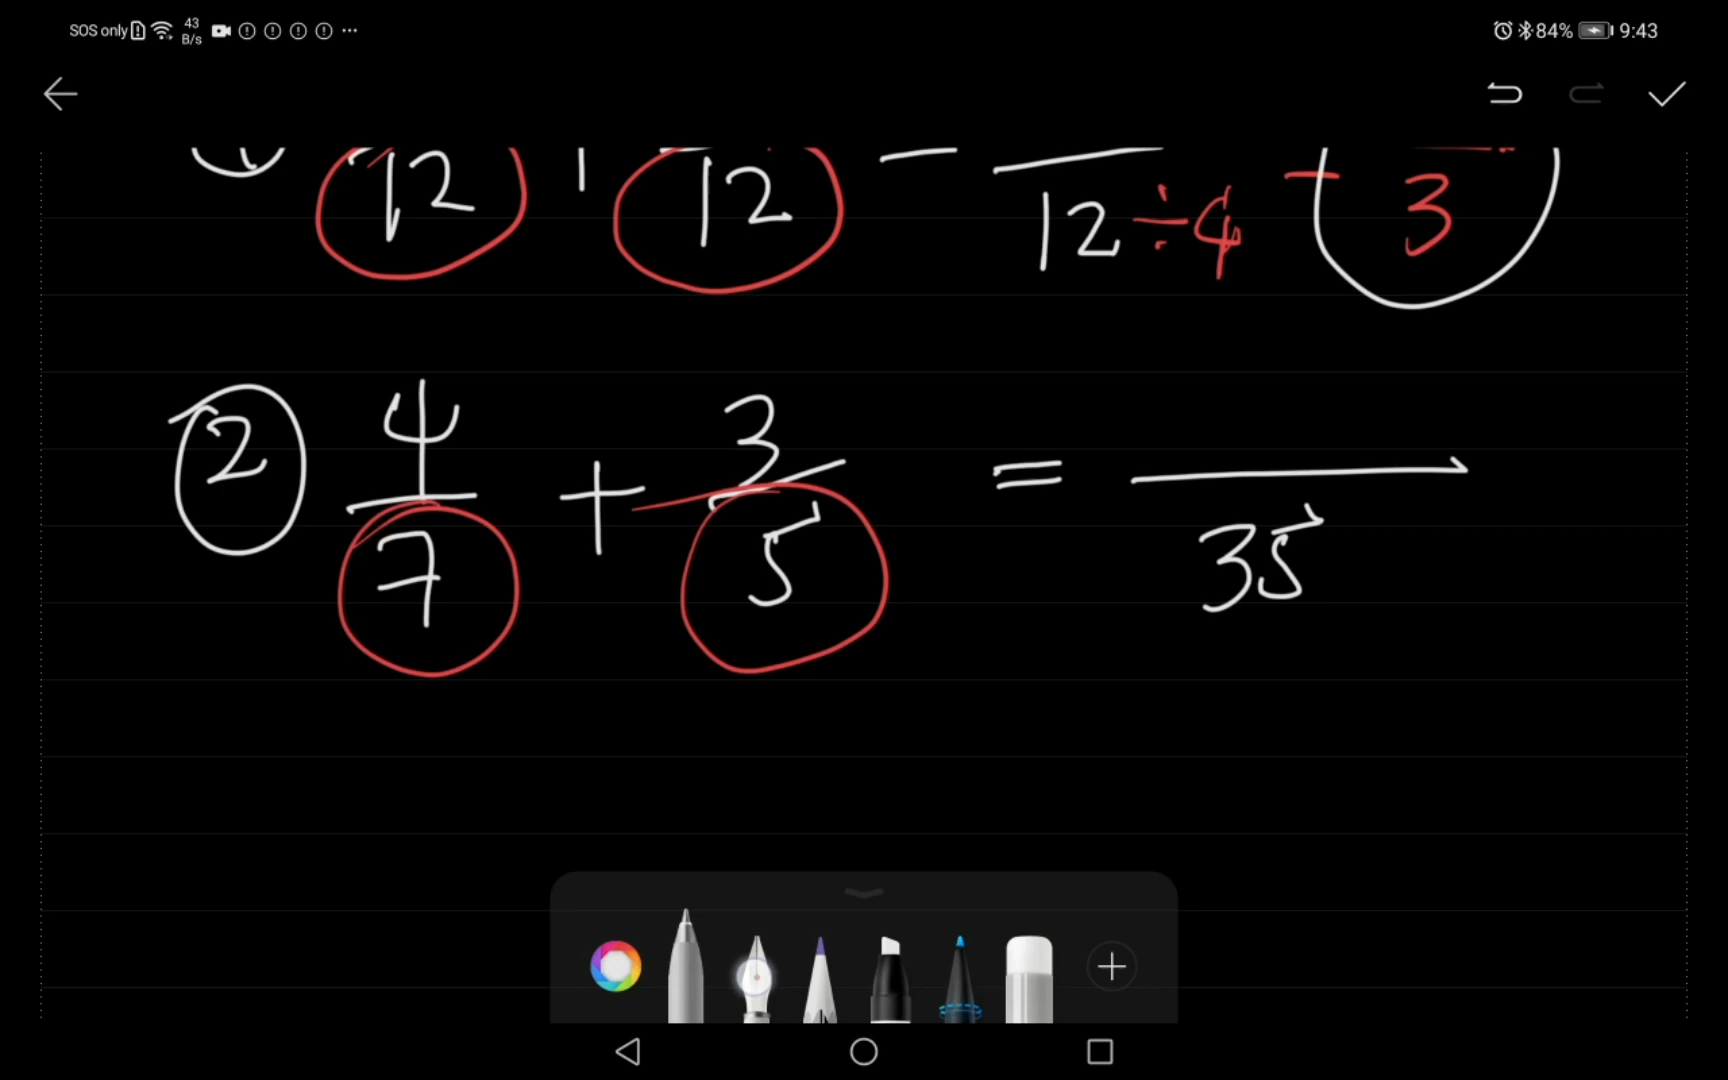 SOS only 43 B/s 84% 9:43
12 + 12 = 12 ÷4 3
2 4/7 + 3/5 = /35